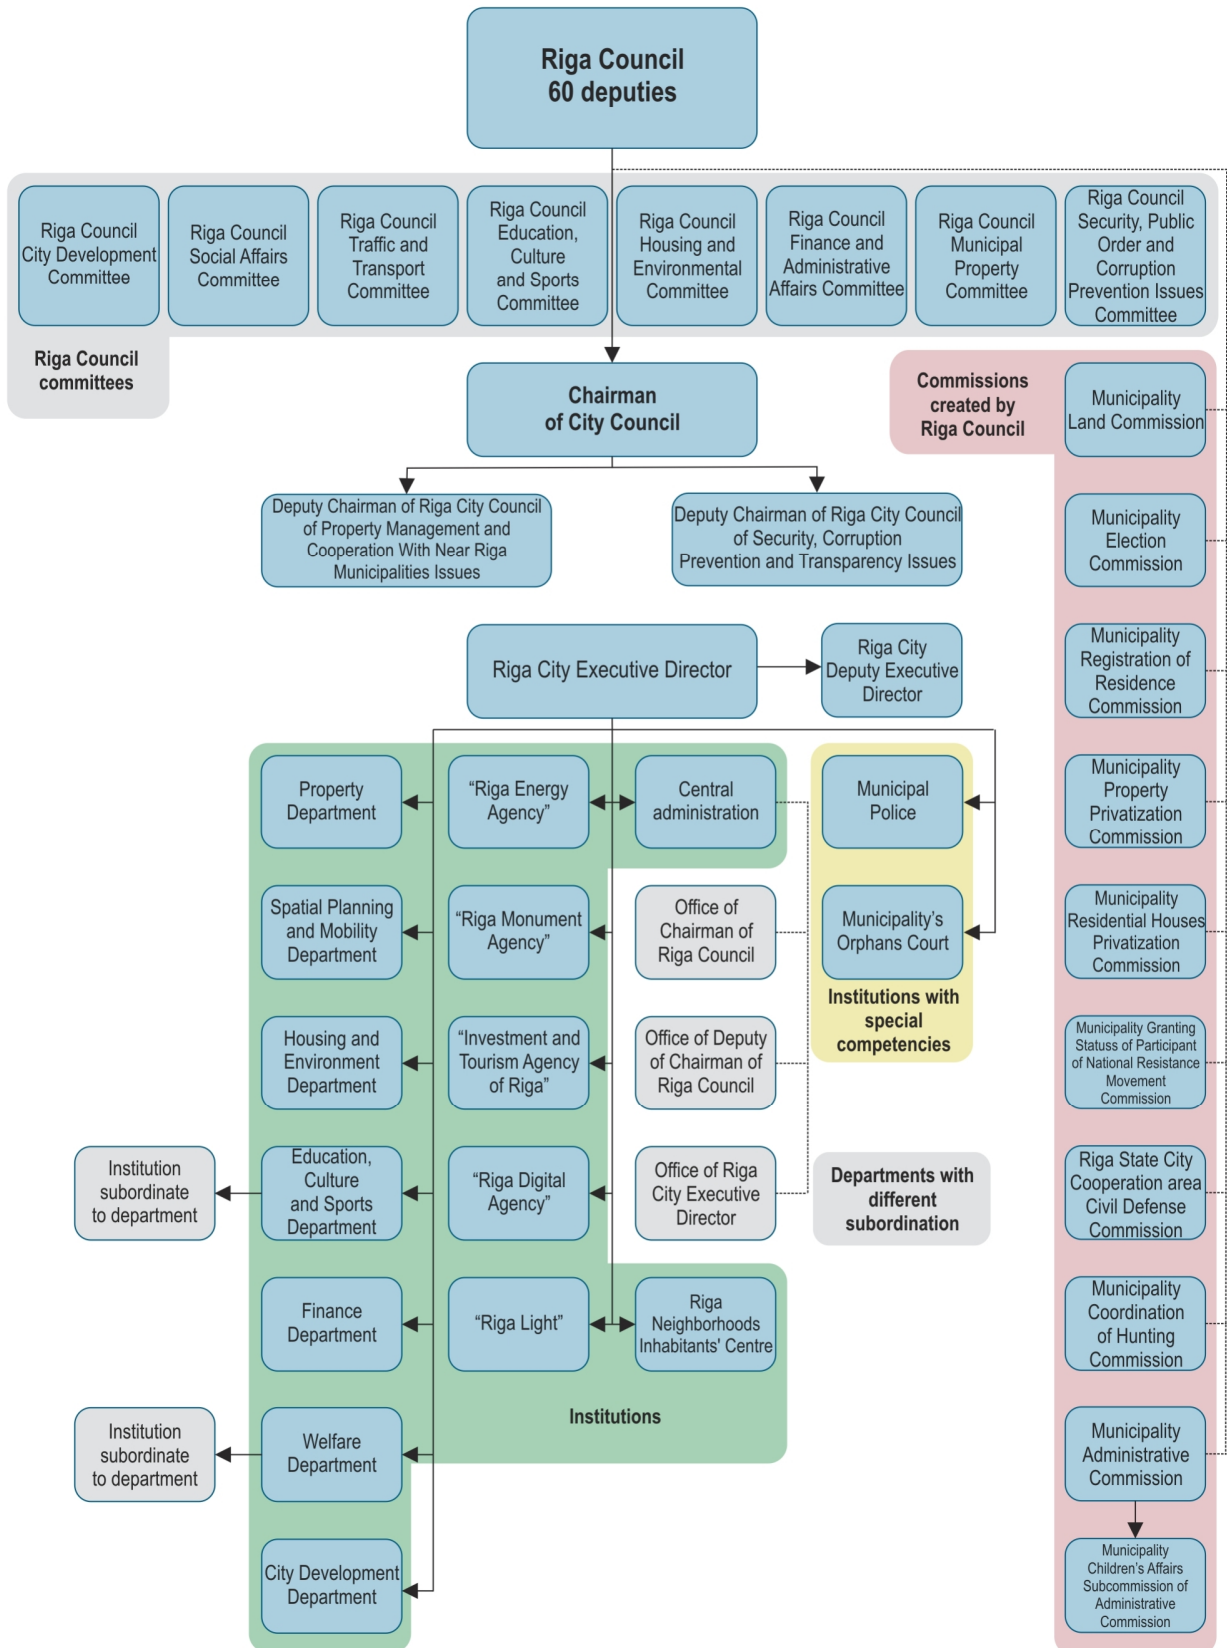 Riga Council
60 deputies
Riga Council
City Development
Committee
Riga Council
Social Affairs
Committee
Riga Council
Traffic and
Transport
Committee
Riga Council
Education,
Culture
and Sports
Committee
Riga Council
Housing and
Environmental
Committee
Riga Council
Finance and
Administrative
Affairs Committee
Riga Council
Municipal
Property
Committee
Riga Council
Security, Public
Order and
Corruption
Prevention Issues
Committee
Riga Council
committees
Chairman
of City Council
Commissions
created by
Riga Council
Municipality
Land Commission
Deputy Chairman of Riga City Council
of Property Management and
Cooperation With Near Riga
Municipalities Issues
Deputy Chairman of Riga City Council
of Security, Corruption
Prevention and Transparency Issues
Municipality
Election
Commission
Riga City Executive Director
Riga City
Deputy Executive
Director
Municipality
Registration of
Residence
Commission
Property
Department
“Riga Energy
Agency”
Central
administration
Municipal
Police
Municipality
Property
Privatization
Commission
Spatial Planning
and Mobility
Department
“Riga Monument
Agency”
Office of
Chairman of
Riga Council
Municipality’s
Orphans Court
Institutions with
special
competencies
Municipality
Residential Houses
Privatization
Commission
Housing and
Environment
Department
“Investment and
Tourism Agency
of Riga”
Office of Deputy
of Chairman of
Riga Council
Municipality Granting
Statuss of Participant
of National Resistance
Movement
Commission
Institution
subordinate
to department
Education,
Culture
and Sports
Department
“Riga Digital
Agency”
Office of Riga
City Executive
Director
Departments with
different
subordination
Riga State City
Cooperation area
Civil Defense
Commission
Finance
Department
“Riga Light”
Riga
Neighborhoods
Inhabitants' Centre
Municipality
Coordination
of Hunting
Commission
Institutions
Institution
subordinate
to department
Welfare
Department
Municipality
Administrative
Commission
City Development
Department
Municipality
Children’s Affairs
Subcommission of
Administrative
Commission